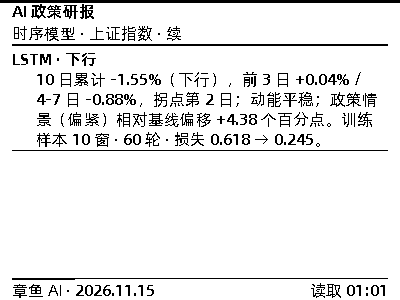 AI 政策研报
时序模型 · 上证指数 · 续
LSTM · 下行
10 日累计 -1.55%（下行），前 3 日 +0.04% /
4-7 日 -0.88%，拐点第 2 日；动能平稳；政策情
景（偏紧）相对基线偏移 +4.38 个百分点。训练
样本 10 窗 · 60 轮 · 损失 0.618 → 0.245。
章鱼 AI · 2026.11.15
读取 01:01